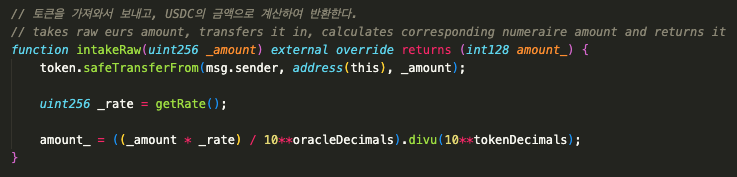 // 토큰을 가져와서 보내고, USDC의 금액으로 계산하여 반환한다.
// takes raw eurs amount, transfers it in, calculates corresponding numeraire amount and returns it
function intakeRaw(uint256 _amount) external override returns (int128 amount_) {
token.safeTransferFrom(msg.sender, address(this), _amount);
uint256 _rate = getRate();
amount_ = ((_amount * _rate) / 10**oracleDecimals).divu(10**tokenDecimals);
}